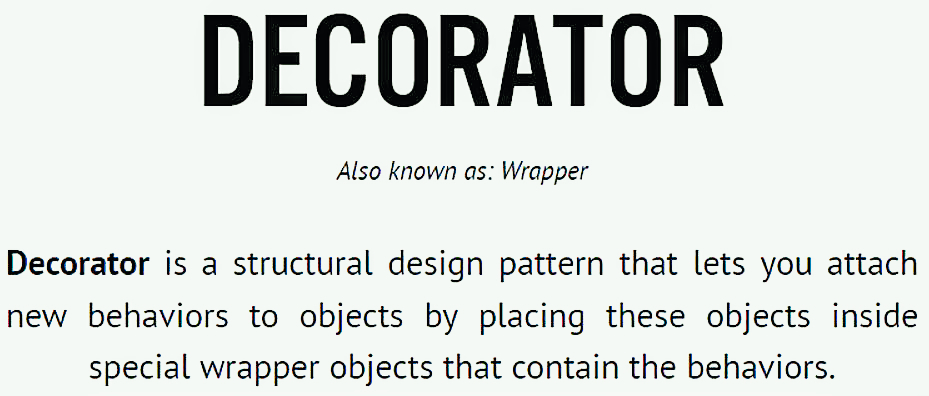 DECORATOR
Also known as: Wrapper
Decorator is a structural design pattern that lets you attach
new behaviors to objects by placing these objects inside
special wrapper objects that contain the behaviors.